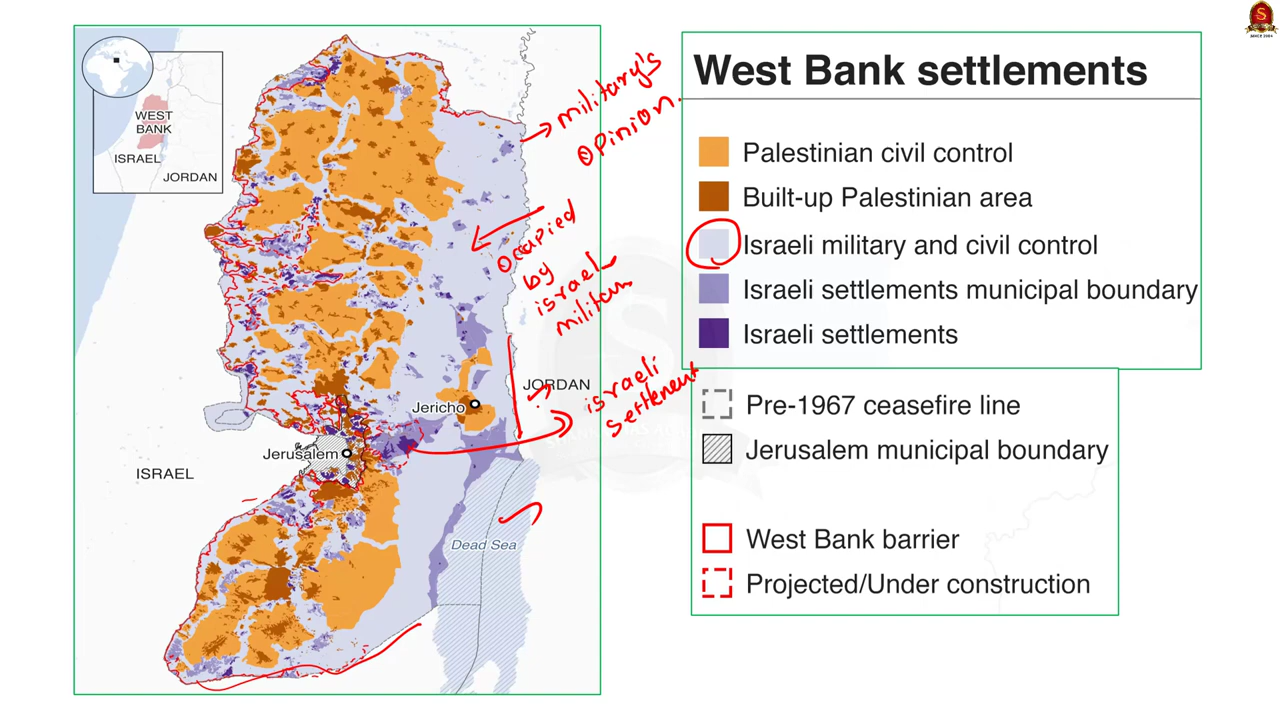 WEST
BANK
ISRAEL
JORDAN
→ military's
opinion.
Occupied
by
israel
military
israeli
settlement
JORDAN
Jericho
Jerusalem
ISRAEL
Dead Sea
West Bank settlements
Palestinian civil control
Built-up Palestinian area
Israeli military and civil control
Israeli settlements municipal boundary
Israeli settlements
Pre-1967 ceasefire line
Jerusalem municipal boundary
West Bank barrier
Projected/Under construction
S
SINCE 2004